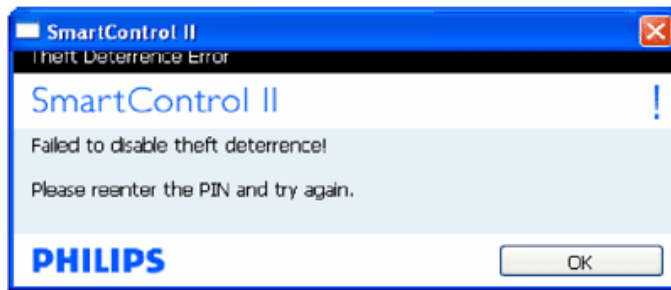 SmartControl II
Theft Deterrence Error
SmartControl II
!
Failed to disable theft deterrence!
Please reenter the PIN and try again.
PHILIPS
OK